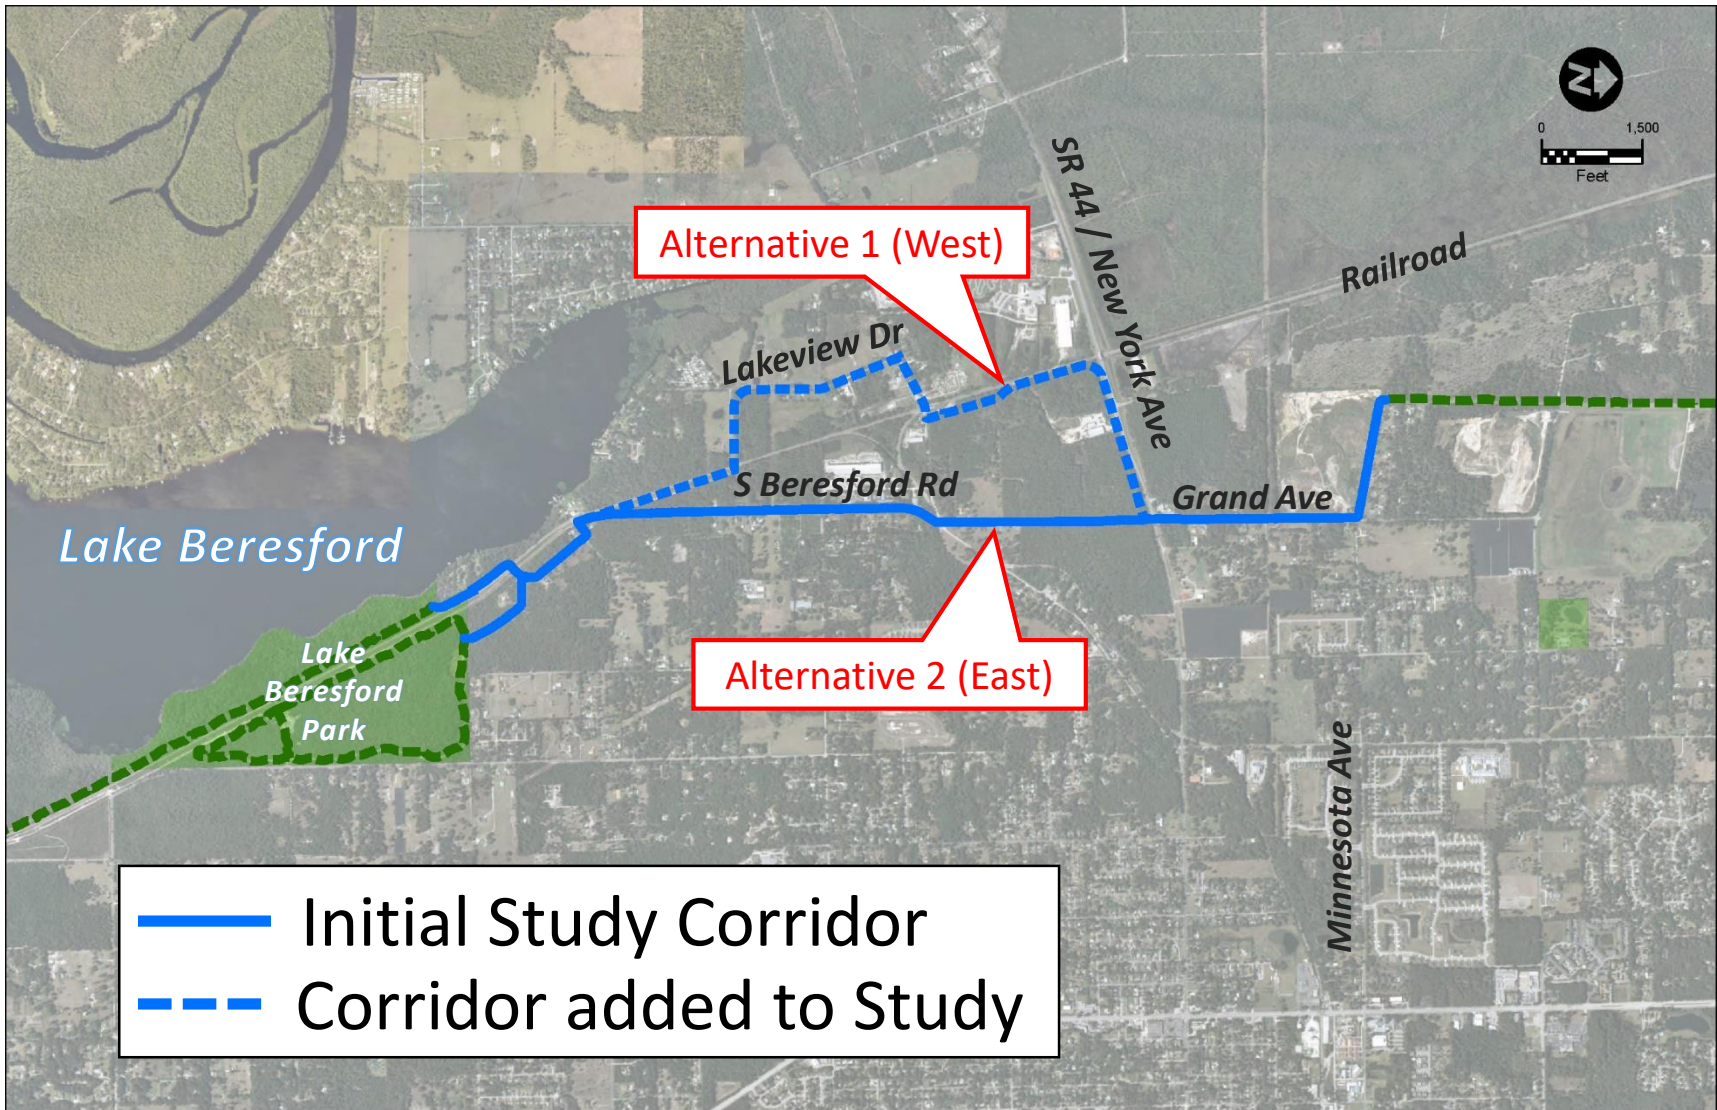 N
0 1,500
Feet
SR 44 / New York Ave
Alternative 1 (West)
Railroad
Lakeview Dr
S Beresford Rd
Grand Ave
Lake Beresford
Lake
Beresford
Park
Alternative 2 (East)
Minnesota Ave
Initial Study Corridor
Corridor added to Study